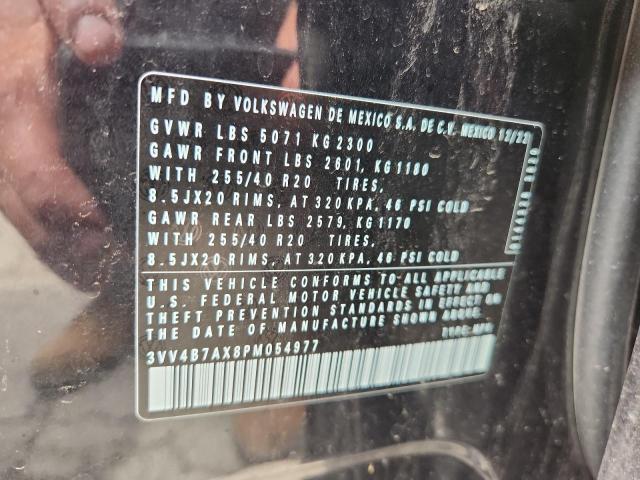 MFD BY VOLKSWAGEN DE MEXICO S.A. DE C.V. MEXICO 12/22
GVWR LBS 5071 KG 2300
GAWR FRONT LBS 2601, KG 1180
WITH 255/40 R20 TIRES,
8.5JX20 RIMS, AT 320 KPA, 46 PSI COLD
GAWR REAR LBS 2579, KG 1170
WITH 255/40 R20 TIRES,
8.5JX20 RIMS, AT 320 KPA, 46 PSI COLD
THIS VEHICLE CONFORMS TO ALL APPLICABLE
U.S. FEDERAL MOTOR VEHICLE SAFETY AND
THEFT PREVENTION STANDARDS IN EFFECT ON
THE DATE OF MANUFACTURE SHOWN ABOVE.
TYPE: MPV
3VV4B7AX8PM054977